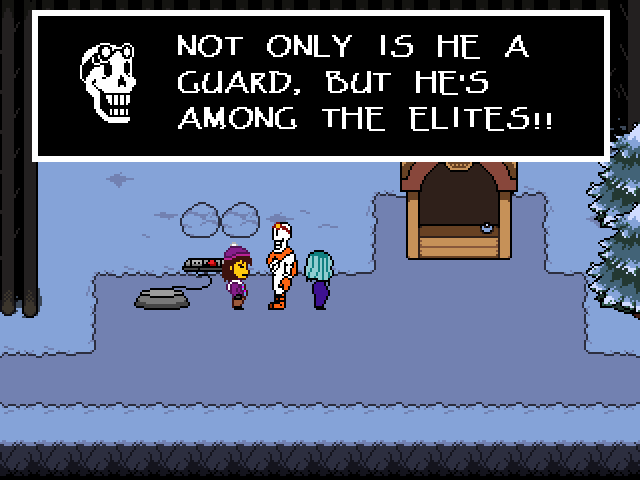 NOT ONLY IS HE A
GUARD, BUT HE'S
AMONG THE ELITES!!